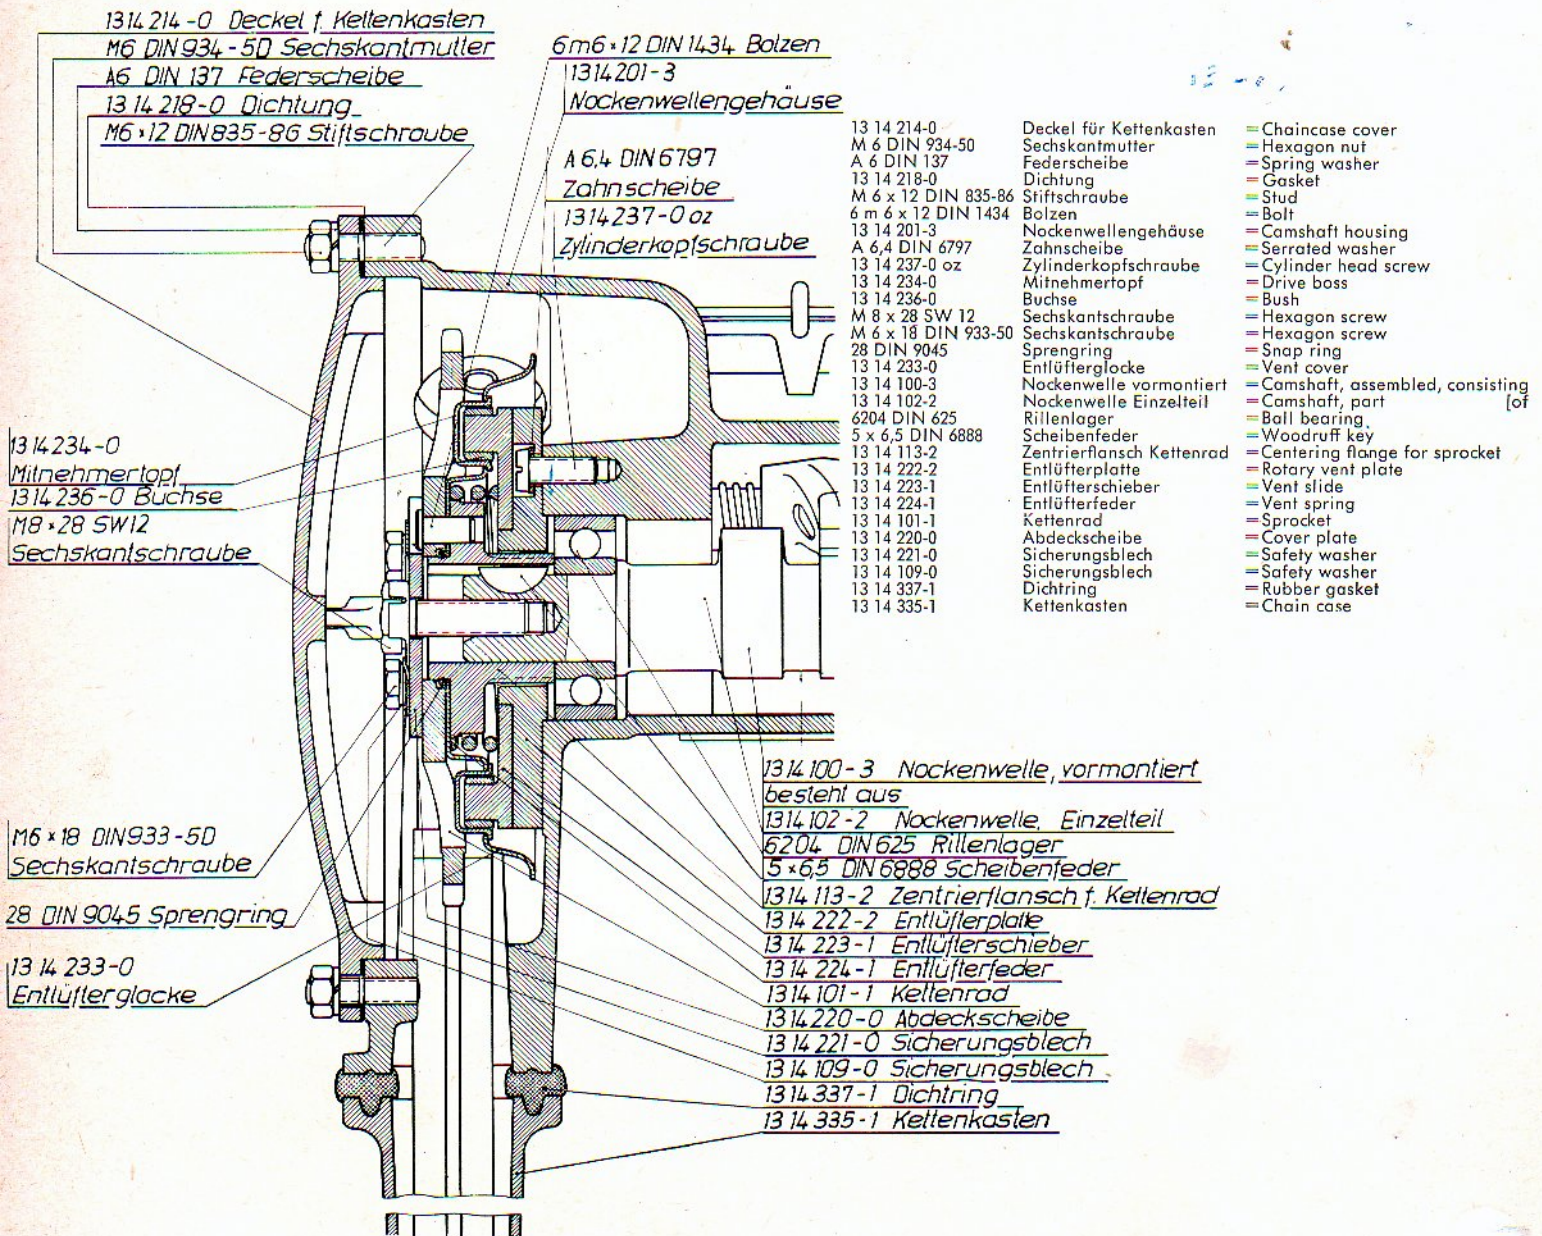 13 14 214-0 Deckel f. Kettenkasten
M6 DIN 934-5D Sechskantmutter
A6 DIN 137 Federscheibe
13 14 218-0 Dichtung
M6×12 DIN 835-8G Stiftschraube
6m6×12 DIN 1434 Bolzen
13 14 201-3
Nockenwellengehäuse
A 6,4 DIN 6797
Zahnscheibe
13 14 237-0 oz
Zylinderkopfschraube
13 14 234-0
Mitnehmertopf
13 14 236-0 Buchse
M8×28 SW12
Sechskantschraube
M6×18 DIN 933-5D
Sechskantschraube
28 DIN 9045 Sprengring
13 14 233-0
Entlüfterglocke
13 14 100-3 Nockenwelle, vormontiert
besteht aus
13 14 102-2 Nockenwelle, Einzelteil
6204 DIN 625 Rillenlager
5×6,5 DIN 6888 Scheibenfeder
13 14 113-2 Zentrierflansch f. Kettenrad
13 14 222-2 Entlüfterplatte
13 14 223-1 Entlüfterschieber
13 14 224-1 Entlüfterfeder
13 14 101-1 Kettenrad
13 14 220-0 Abdeckscheibe
13 14 221-0 Sicherungsblech
13 14 109-0 Sicherungsblech
13 14 337-1 Dichtring
13 14 335-1 Kettenkasten
13 14 214-0 Deckel für Kettenkasten = Chaincase cover
M 6 DIN 934-50 Sechskantmutter = Hexagon nut
A 6 DIN 137 Federscheibe = Spring washer
13 14 218-0 Dichtung = Gasket
M 6 x 12 DIN 835-86 Stiftschraube = Stud
6 m 6 x 12 DIN 1434 Bolzen = Bolt
13 14 201-3 Nockenwellengehäuse = Camshaft housing
A 6,4 DIN 6797 Zahnscheibe = Serrated washer
13 14 237-0 oz Zylinderkopfschraube = Cylinder head screw
13 14 234-0 Mitnehmertopf = Drive boss
13 14 236-0 Buchse = Bush
M 8 x 28 SW 12 Sechskantschraube = Hexagon screw
M 6 x 18 DIN 933-50 Sechskantschraube = Hexagon screw
28 DIN 9045 Sprengring = Snap ring
13 14 233-0 Entlüfterglocke = Vent cover
13 14 100-3 Nockenwelle vormontiert = Camshaft, assembled, consisting
13 14 102-2 Nockenwelle Einzelteil = Camshaft, part [of
6204 DIN 625 Rillenlager = Ball bearing
5 x 6,5 DIN 6888 Scheibenfeder = Woodruff key
13 14 113-2 Zentrierflansch Kettenrad = Centering flange for sprocket
13 14 222-2 Entlüfterplatte = Rotary vent plate
13 14 223-1 Entlüfterschieber = Vent slide
13 14 224-1 Entlüfterfeder = Vent spring
13 14 101-1 Kettenrad = Sprocket
13 14 220-0 Abdeckscheibe = Cover plate
13 14 221-0 Sicherungsblech = Safety washer
13 14 109-0 Sicherungsblech = Safety washer
13 14 337-1 Dichtring = Rubber gasket
13 14 335-1 Kettenkasten = Chain case